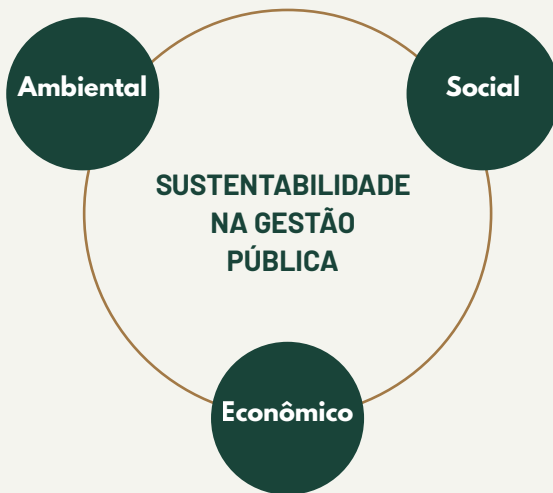 Ambiental
Social
SUSTENTABILIDADE
NA GESTÃO
PÚBLICA
Econômico